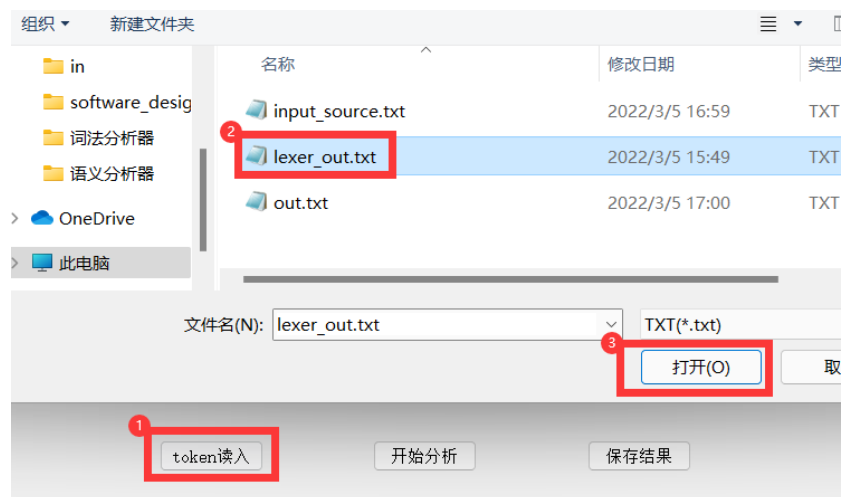 组织 新建文件夹
in
software_desig
词法分析器
语义分析器
OneDrive
此电脑
名称 修改日期 类型
input_source.txt 2022/3/5 16:59 TXT
2
lexer_out.txt 2022/3/5 15:49 TXT
out.txt 2022/3/5 17:00 TXT
文件名(N): lexer_out.txt TXT(*.txt)
3
打开(O) 取
1
token读入 开始分析 保存结果